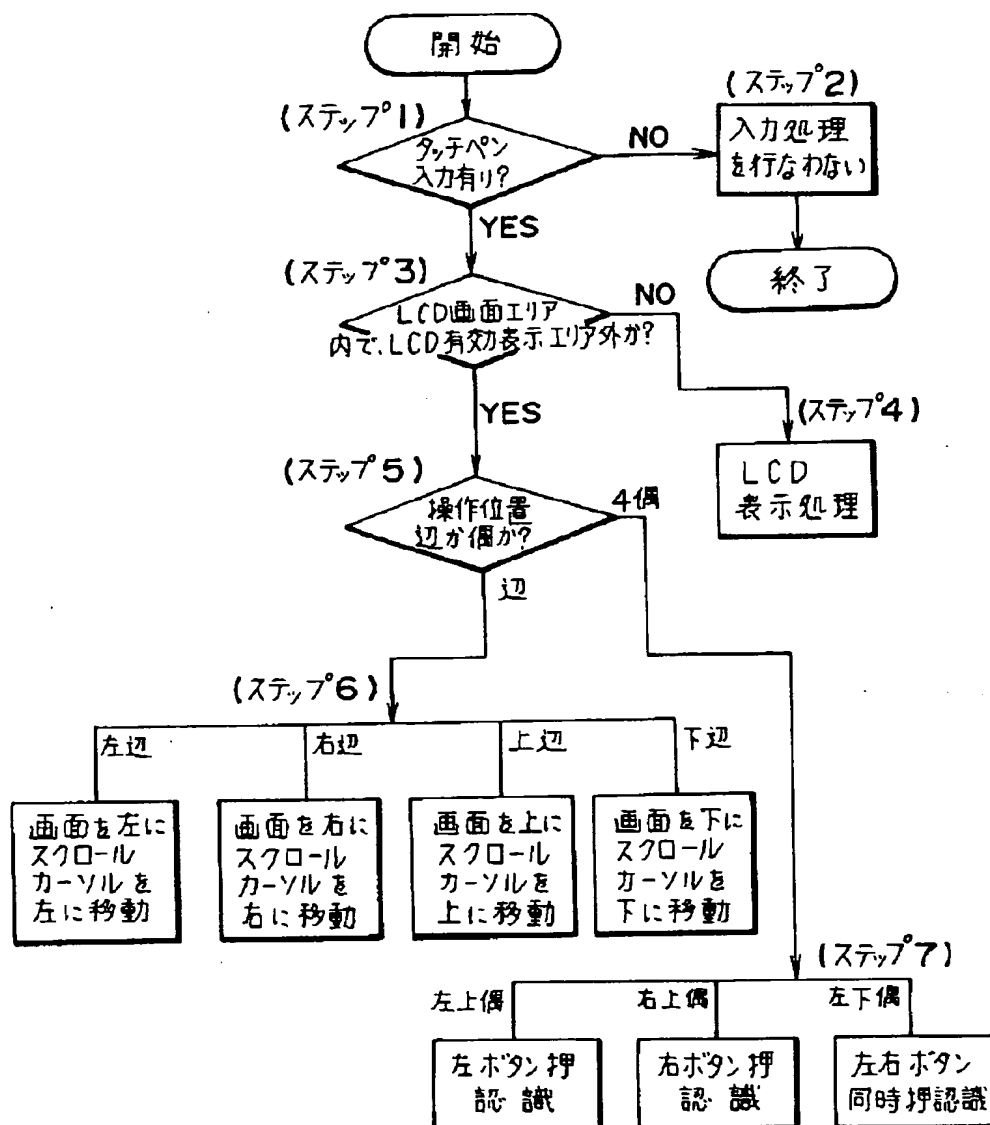 開始
(ステップ1)
タッチペン
入力有り?
NO
(ステップ2)
入力処理
を行なわない
終了
YES
(ステップ3)
LCD画面エリア
内で、LCD有効表示エリア外か?
NO
(ステップ4)
LCD
表示処理
YES
(ステップ5)
操作位置
辺か偶か?
4偶
辺
(ステップ6)
左辺
右辺
上辺
下辺
画面を左に
スクロール
カーソルを
左に移動
画面を右に
スクロール
カーソルを
右に移動
画面を上に
スクロール
カーソルを
上に移動
画面を下に
スクロール
カーソルを
下に移動
(ステップ7)
左上偶
右上偶
左下偶
左ボタン押
認識
右ボタン押
認識
左右ボタン
同時押認識